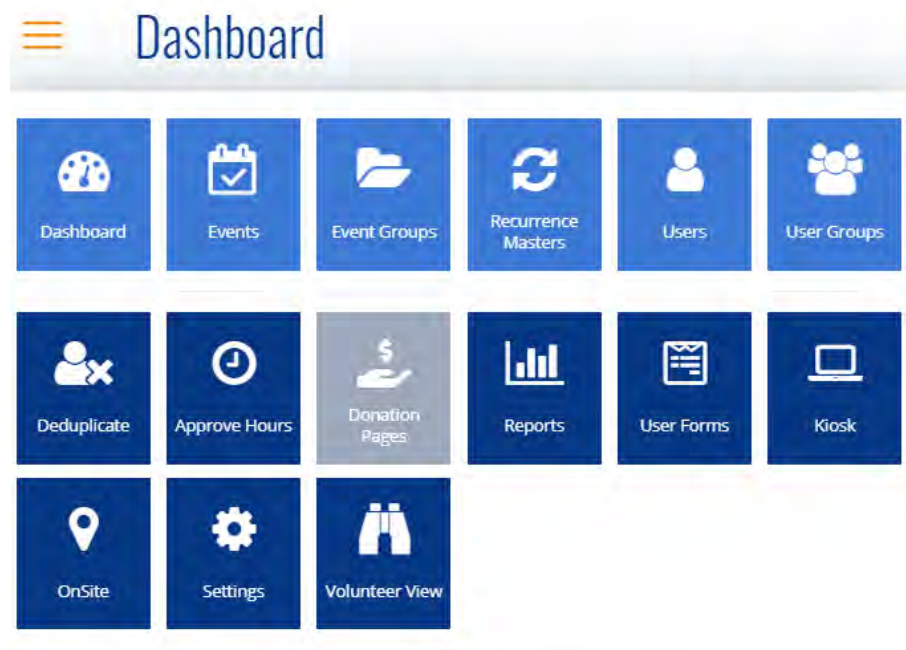 Dashboard
Dashboard
Events
Event Groups
Recurrence
Masters
Users
User Groups
Deduplicate
Approve Hours
Donation
Pages
Reports
User Forms
Kiosk
OnSite
Settings
Volunteer View